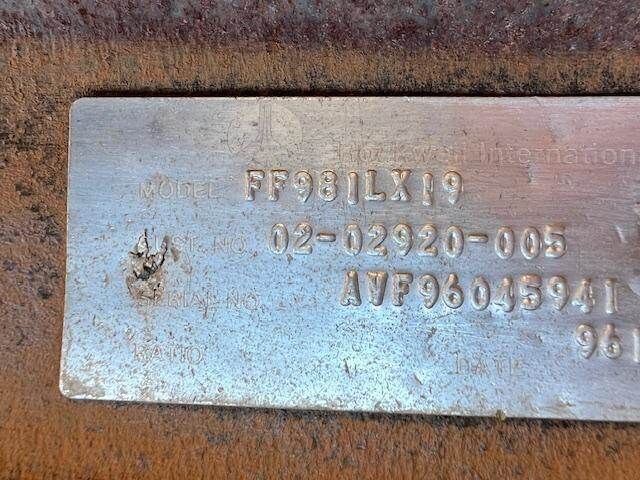 Rockwell International
MODEL FF981LX19
CUST. NO. 02-02920-005
SERIAL NO. AVF96045941
961
RATIO DATE